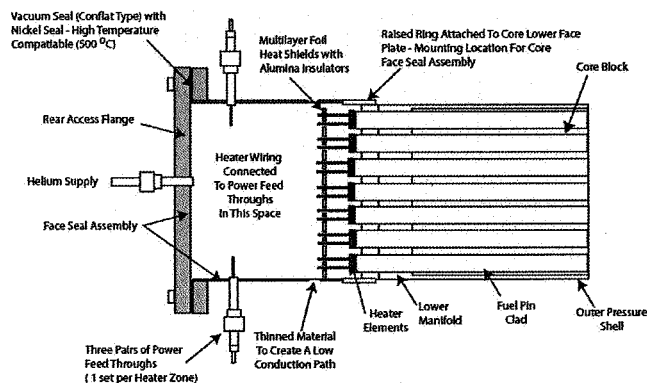 Vacuum Seal (Conflat Type) with
Nickel Seal - High Temperature
Compatiable (500 ⁰C)
Multilayer Foil
Heat Shields with
Alumina Insulators
Raised Ring Attached To Core Lower Face
Plate - Mounting Location For Core
Face Seal Assembly
Core Block
Rear Access Flange
Helium Supply
Heater Wiring
Connected
To Power Feed
Throughs
In This Space
Face Seal Assembly
Heater
Elements
Lower
Manifold
Fuel Pin
Clad
Outer Pressure
Shell
Three Pairs of Power
Feed Throughs
( 1 set per Heater Zone)
Thinned Material
To Create A Low
Conduction Path